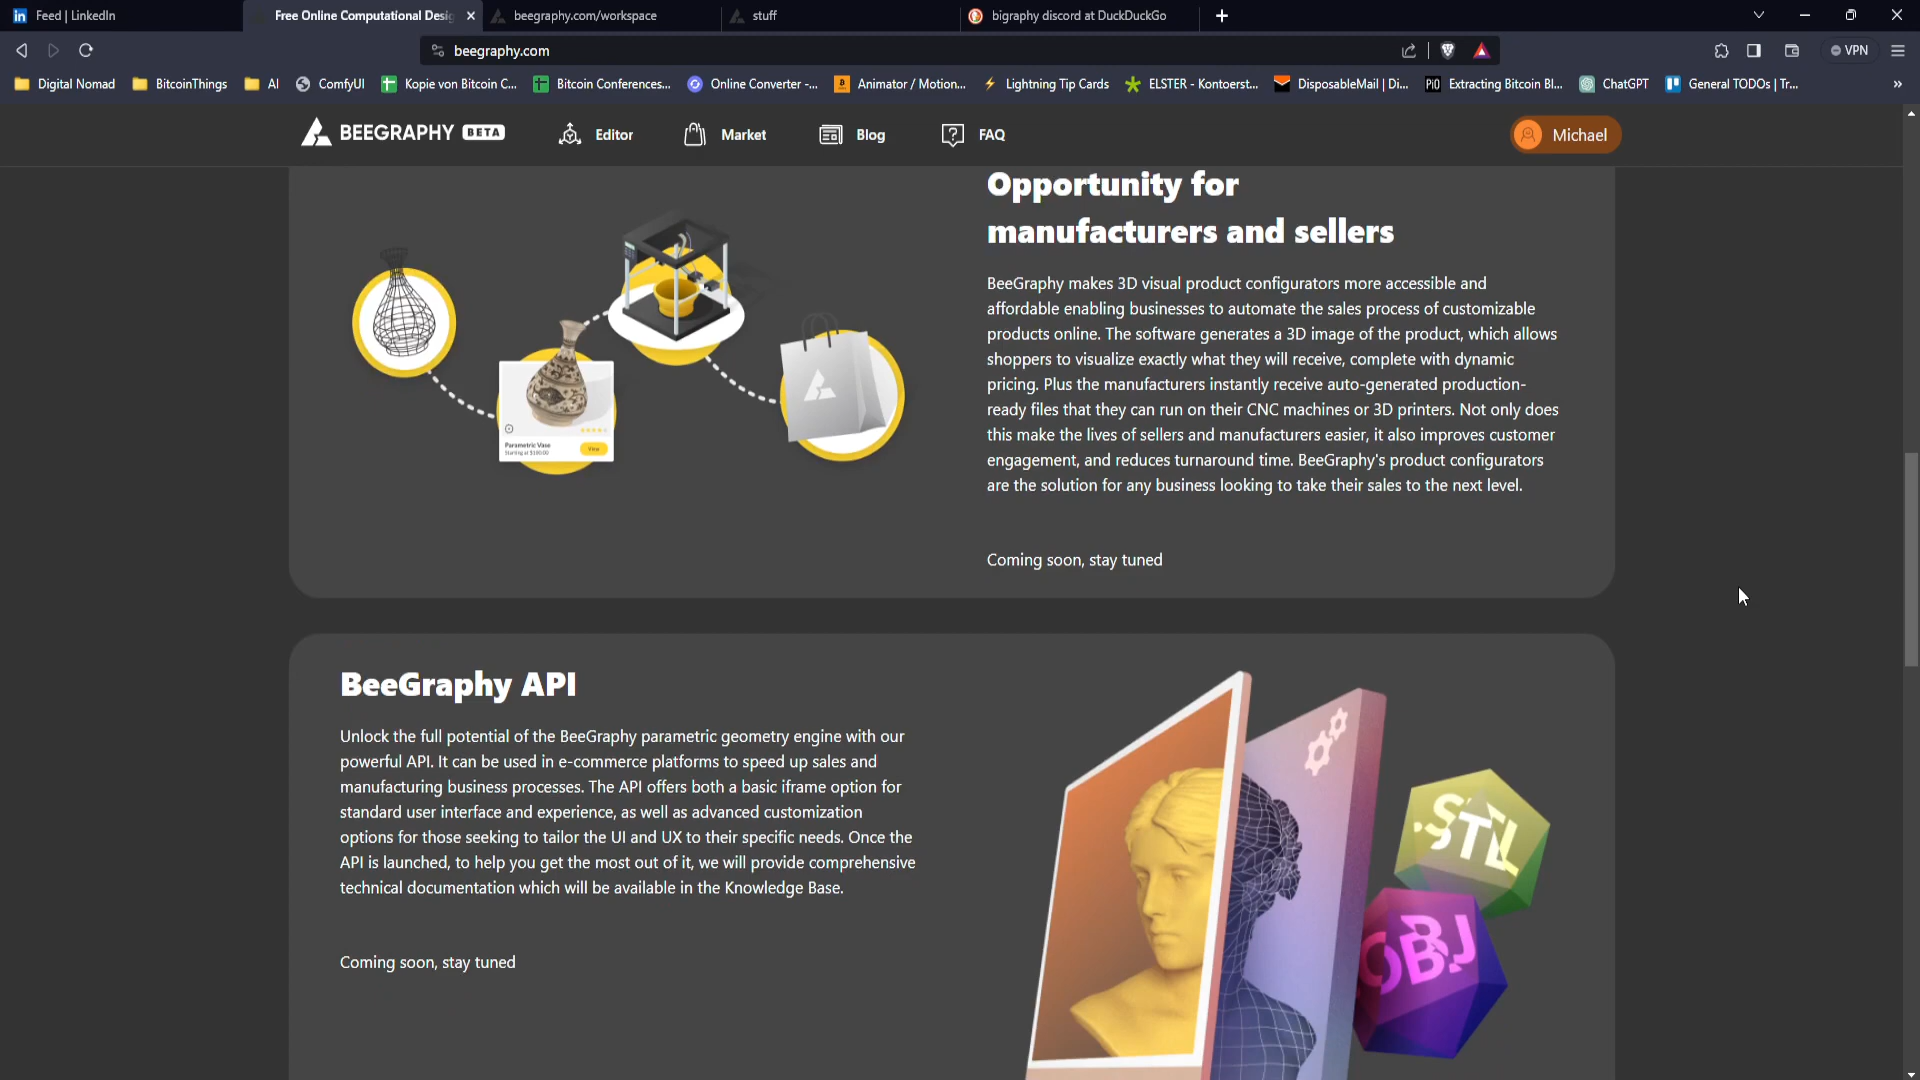 Feed | LinkedIn
Free Online Computational Desig
beegraphy.com/workspace
stuff
bigraphy discord at DuckDuckGo
beegraphy.com
VPN
Digital Nomad
BitcoinThings
AI
ComfyUI
Kopie von Bitcoin C...
Bitcoin Conferences...
Online Converter -...
Animator / Motion...
Lightning Tip Cards
ELSTER - Kontoerst...
DisposableMail | Di...
Extracting Bitcoin Bl...
ChatGPT
General TODOs | Tr...
BEEGRAPHY BETA
Editor
Market
Blog
FAQ
Michael
Opportunity for
manufacturers and sellers
BeeGraphy makes 3D visual product configurators more accessible and
affordable enabling businesses to automate the sales process of customizable
products online. The software generates a 3D image of the product, which allows
shoppers to visualize exactly what they will receive, complete with dynamic
pricing. Plus the manufacturers instantly receive auto-generated production-
ready files that they can run on their CNC machines or 3D printers. Not only does
this make the lives of sellers and manufacturers easier, it also improves customer
engagement, and reduces turnaround time. BeeGraphy's product configurators
are the solution for any business looking to take their sales to the next level.
Coming soon, stay tuned
Parametric Vase
Starting at $100.00
View
BeeGraphy API
Unlock the full potential of the BeeGraphy parametric geometry engine with our
powerful API. It can be used in e-commerce platforms to speed up sales and
manufacturing business processes. The API offers both a basic iframe option for
standard user interface and experience, as well as advanced customization
options for those seeking to tailor the UI and UX to their specific needs. Once the
API is launched, to help you get the most out of it, we will provide comprehensive
technical documentation which will be available in the Knowledge Base.
Coming soon, stay tuned
.STL
OBJ